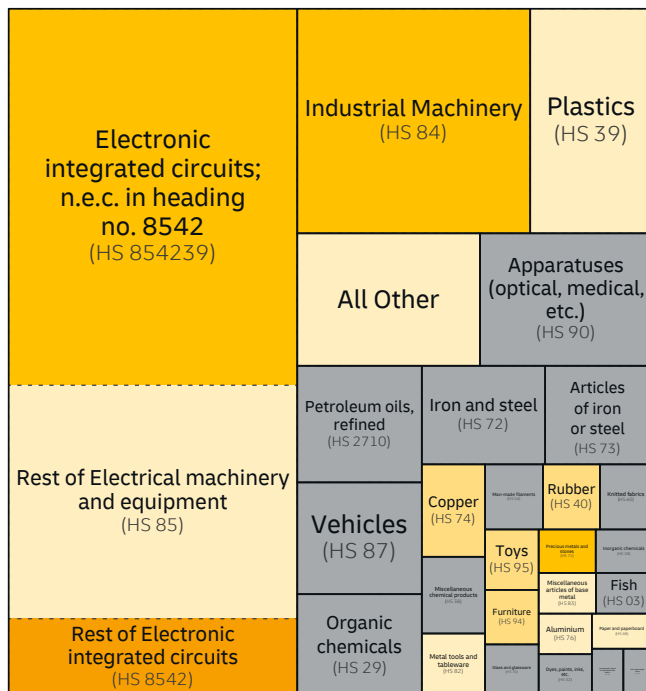 Electronic
integrated circuits;
n.e.c. in heading
no. 8542
(HS 854239)
Rest of Electrical machinery
and equipment
(HS 85)
Rest of Electronic
integrated circuits
(HS 8542)
Industrial Machinery
(HS 84)
Plastics
(HS 39)
All Other
Apparatuses
(optical, medical,
etc.)
(HS 90)
Petroleum oils,
refined
(HS 2710)
Iron and steel
(HS 72)
Articles
of iron
or steel
(HS 73)
Vehicles
(HS 87)
Organic
chemicals
(HS 29)
Copper
(HS 74)
Man-made filaments
Rubber
(HS 40)
Knitted fabrics
Miscellaneous
chemical products
Toys
(HS 95)
Precious metals and
stones
Inorganic chemicals
Miscellaneous
articles of base
metal
(HS 83)
Fish
(HS 03)
Furniture
(HS 94)
Metal tools and
tableware
(HS 82)
Glass and glassware
Aluminium
(HS 76)
Paper and paperboard
Dyes, paints, inks,
etc.